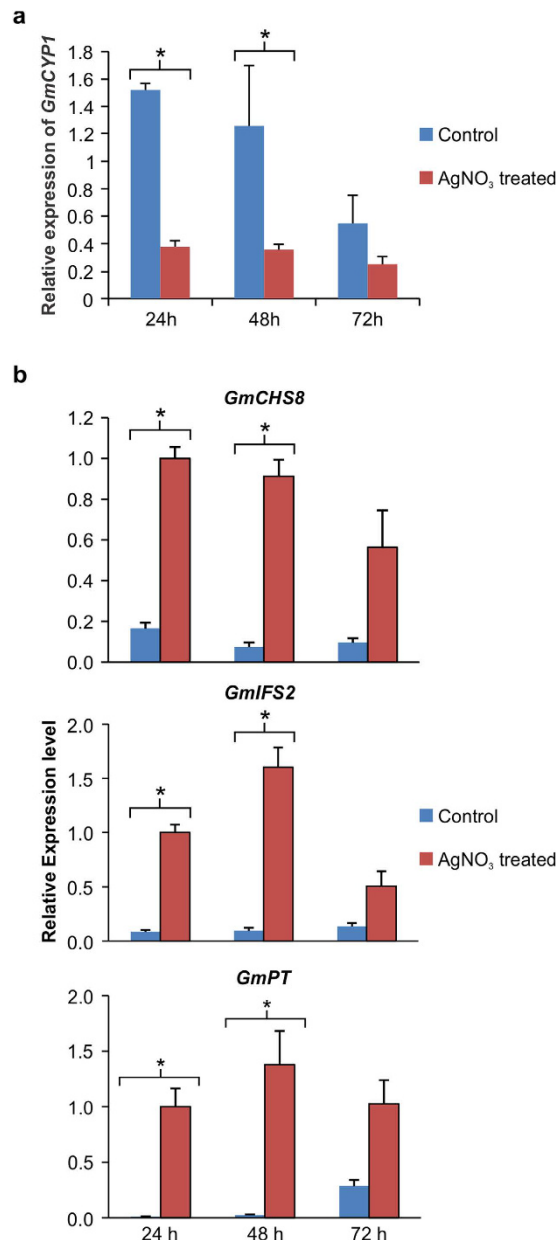 a
Relative expression of GmCYP1
1.8
1.6
1.4
1.2
1
0.8
0.6
0.4
0.2
0
*
*
24h
48h
72h
Control
AgNO₃ treated
b
GmCHS8
1.2
1.0
0.8
0.6
0.4
0.2
0.0
*
*
GmIFS2
Relative Expression level
2.0
1.5
1.0
0.5
0.0
*
*
Control
AgNO₃ treated
GmPT
2.0
1.5
1.0
0.5
0.0
*
*
24 h
48 h
72 h